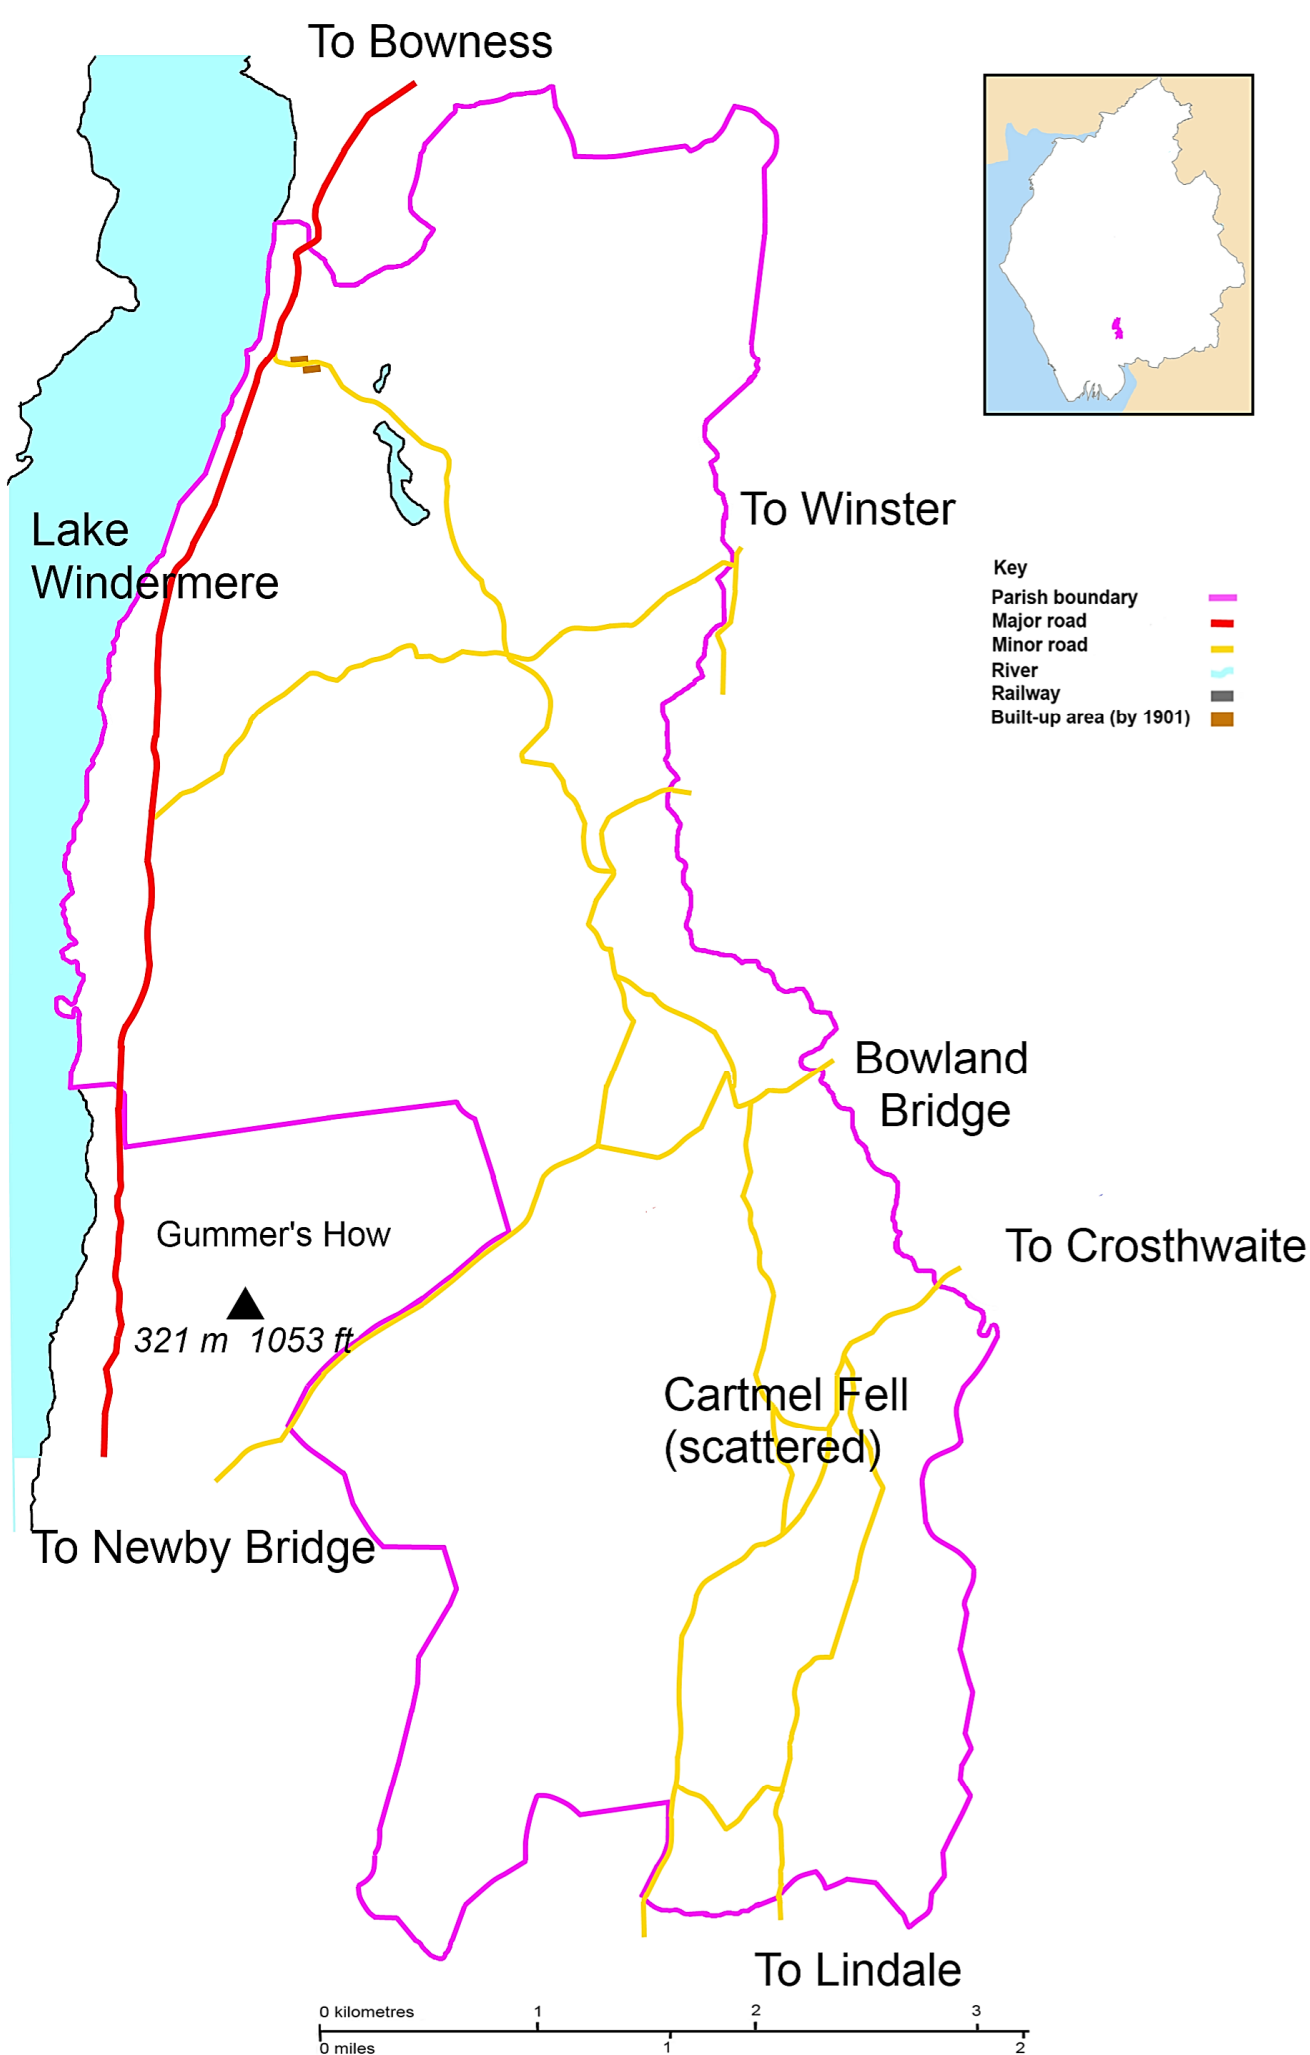 To Bowness
To Winster
Lake
Windermere
Key
Parish boundary
Major road
Minor road
River
Railway
Built-up area (by 1901)
Bowland
Bridge
Gummer's How
321 m 1053 ft
To Crosthwaite
Cartmel Fell
(scattered)
To Newby Bridge
To Lindale
0 kilometres 1 2 3
0 miles 1 2